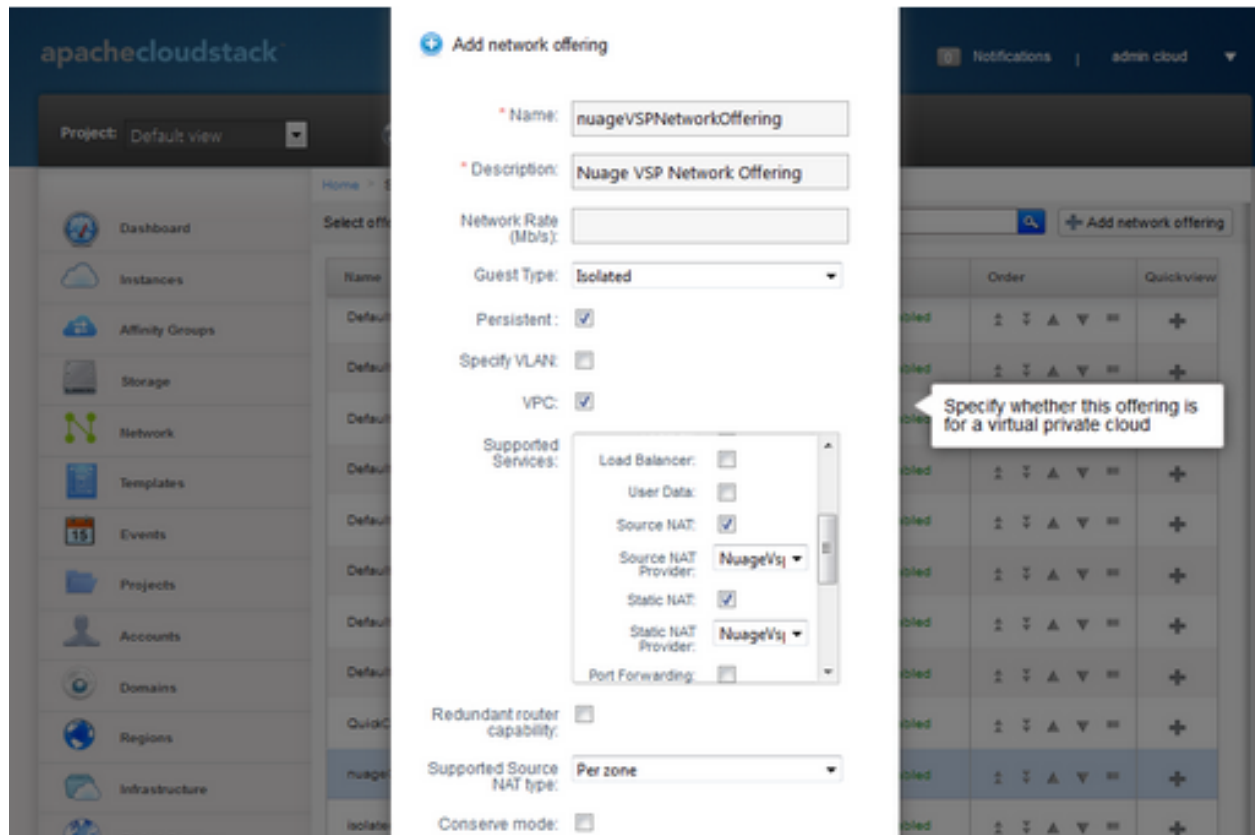 apachecloudstack
0 Notifications | admin cloud
Project: Default view
Home
Select
Add network offering
Dashboard
Instances
Affinity Groups
Storage
Network
Templates
15
Events
Projects
Accounts
Domains
Regions
Infrastructure
Name
Order
Quickview
Add network offering
* Name: nuageVSPNetworkOffering
* Description: Nuage VSP Network Offering
Network Rate
(Mb/s):
Guest Type: Isolated
Persistent :
Specify VLAN:
VPC:
Supported
Services:
Load Balancer:
User Data:
Source NAT:
Source NAT
Provider:
NuageVsp
Static NAT:
Static NAT
Provider:
NuageVsp
Port Forwarding:
Redundant router
capability:
Supported Source
NAT type:
Per zone
Conserve mode:
Specify whether this offering is
for a virtual private cloud